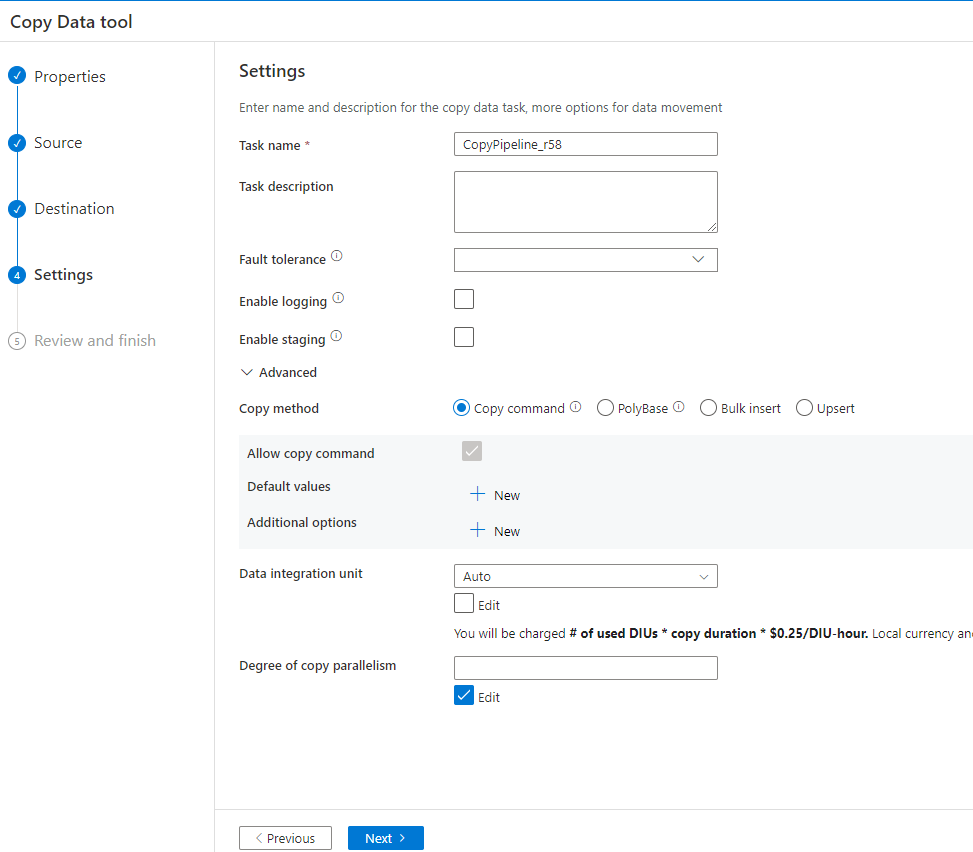 Copy Data tool
Properties
Source
Destination
4 Settings
5 Review and finish
Settings
Enter name and description for the copy data task, more options for data movement
Task name * CopyPipeline_r58
Task description
Fault tolerance
Enable logging
Enable staging
Advanced
Copy method Copy command PolyBase Bulk insert Upsert
Allow copy command
Default values New
Additional options New
Data integration unit Auto
Edit
You will be charged # of used DIUs * copy duration * $0.25/DIU-hour. Local currency
Degree of copy parallelism
Edit
Previous Next